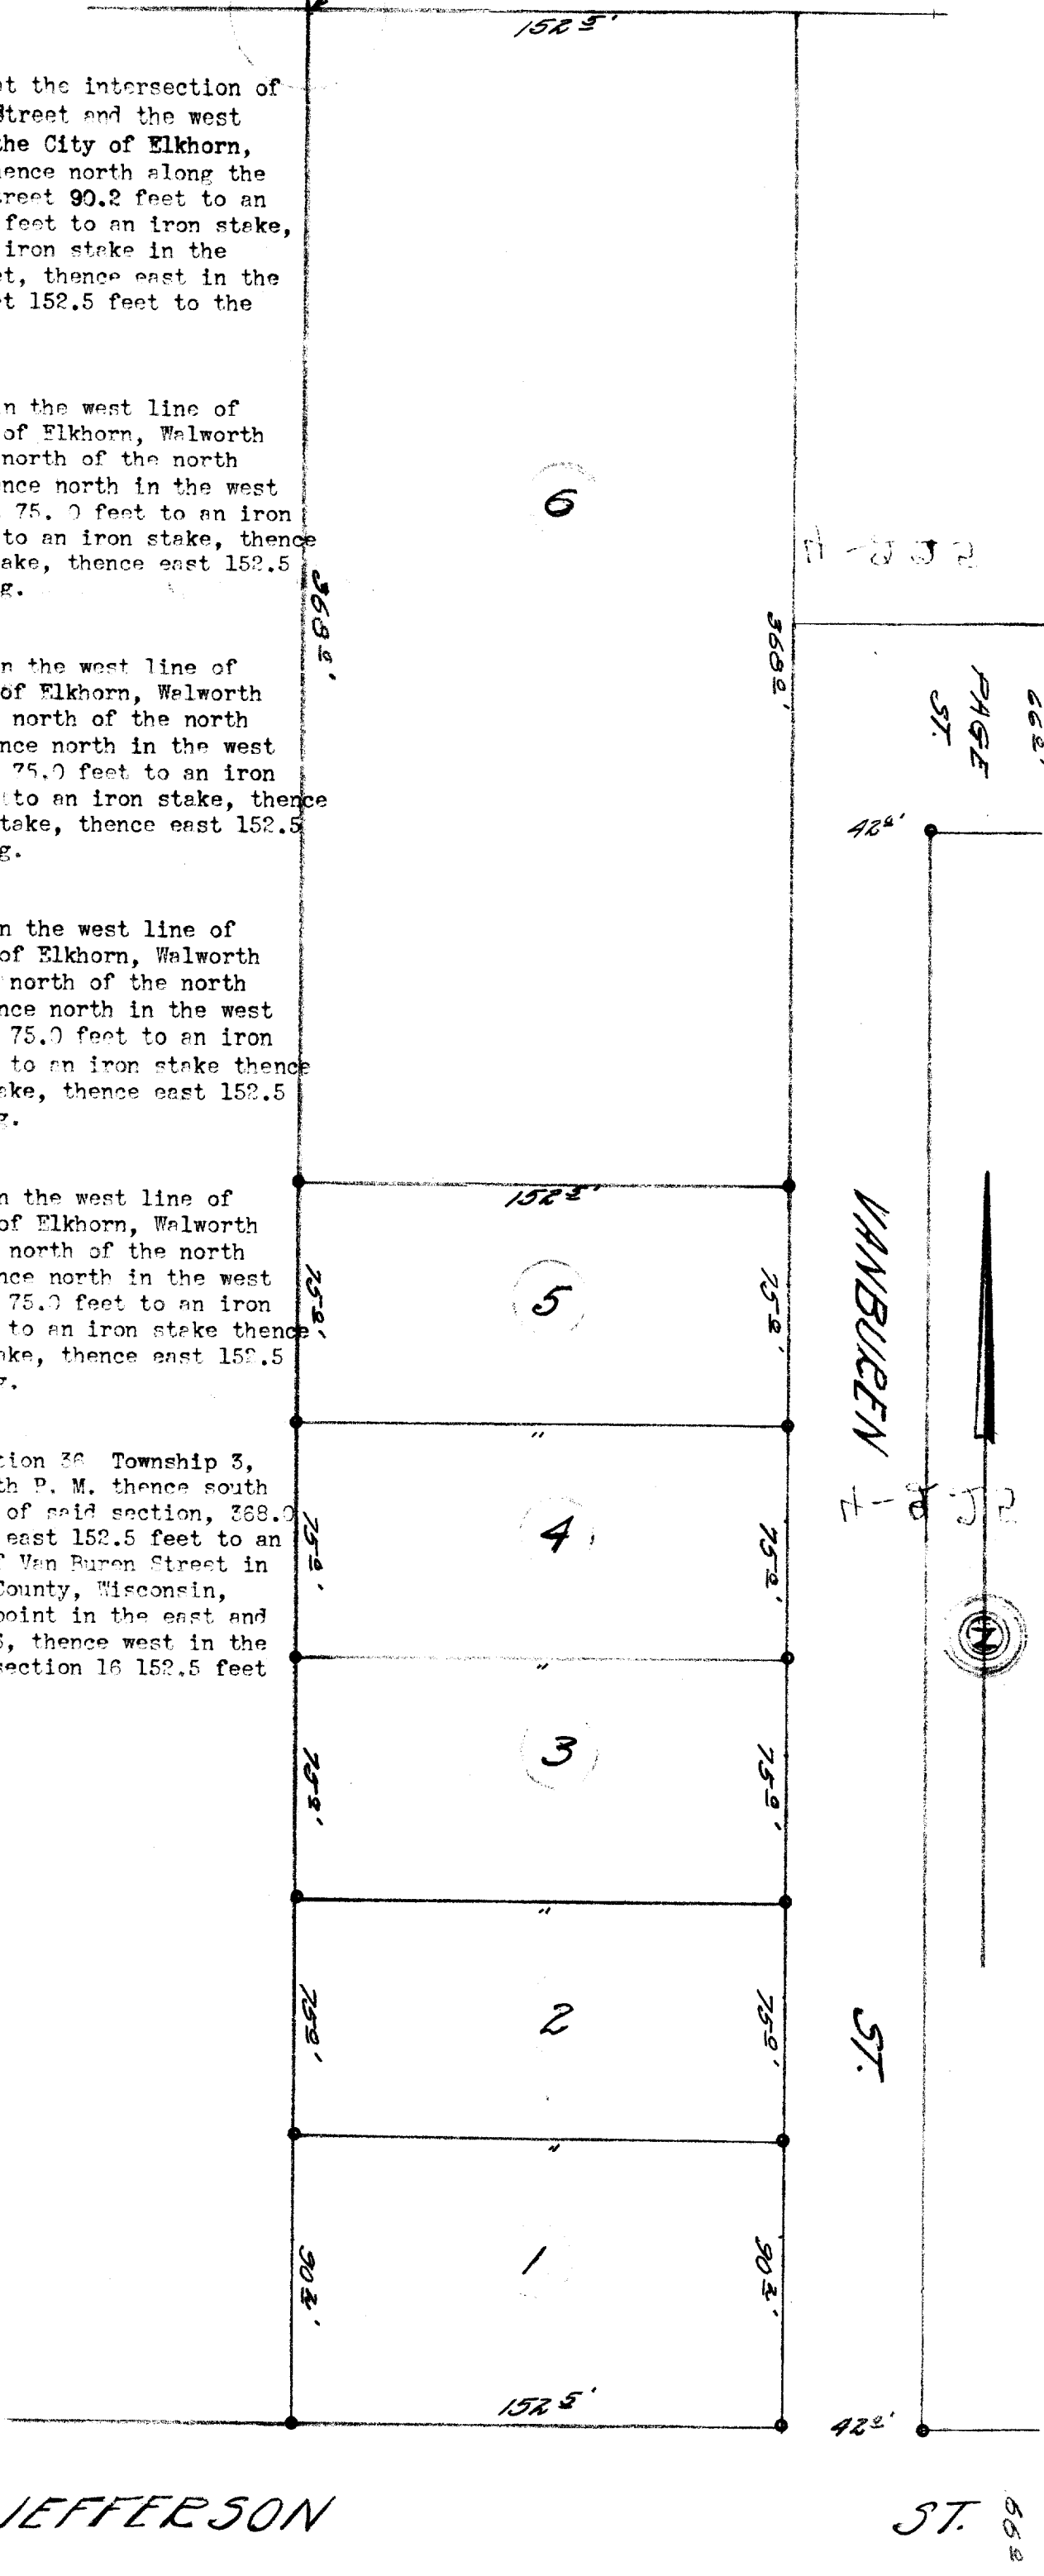 152 5'
t the intersection of
Street and the west
the City of Elkhorn,
ence north along the
reet 90.2 feet to an
feet to an iron stake,
iron stake in the
et, thence east in the
t 152.5 feet to the
n the west line of
of Elkhorn, Walworth
north of the north
nce north in the west
75.0 feet to an iron
to an iron stake, thence
ake, thence east 152.5
g.
6
368 0'
368 0'
n the west line of
of Elkhorn, Walworth
north of the north
nce north in the west
75.0 feet to an iron
to an iron stake, thence
take, thence east 152.5
g.
PAGE
ST.
66 0'
42 0'
n the west line of
of Elkhorn, Walworth
north of the north
nce north in the west
75.0 feet to an iron
to an iron stake thence
ake, thence east 152.5
g.
152 5'
n the west line of
of Elkhorn, Walworth
north of the north
nce north in the west
75.0 feet to an iron
to an iron stake thence
ake, thence east 152.5
g.
75 0'
5
75 0'
VANBUREN
"
tion 36 Township 3,
th P. M. thence south
of said section, 368.0
east 152.5 feet to an
f Van Buren Street in
County, Wisconsin,
point in the east and
, thence west in the
section 16 152.5 feet
75 0'
4
75 0'
N
"
75 0'
3
75 0'
"
75 0'
2
75 0'
ST.
"
90 2'
1
90 2'
152 5'
42 0'
JEFFERSON
ST.
66 0